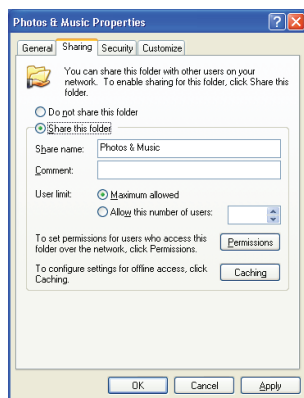 Photos & Music Properties
General Sharing Security Customize
You can share this folder with other users on your
network. To enable sharing for this folder, click Share this
folder.
Do not share this folder
Share this folder
Share name: Photos & Music
Comment:
User limit: Maximum allowed
Allow this number of users:
To set permissions for users who access this
folder over the network, click Permissions.
Permissions
To configure settings for offline access, click
Caching.
Caching
OK Cancel Apply